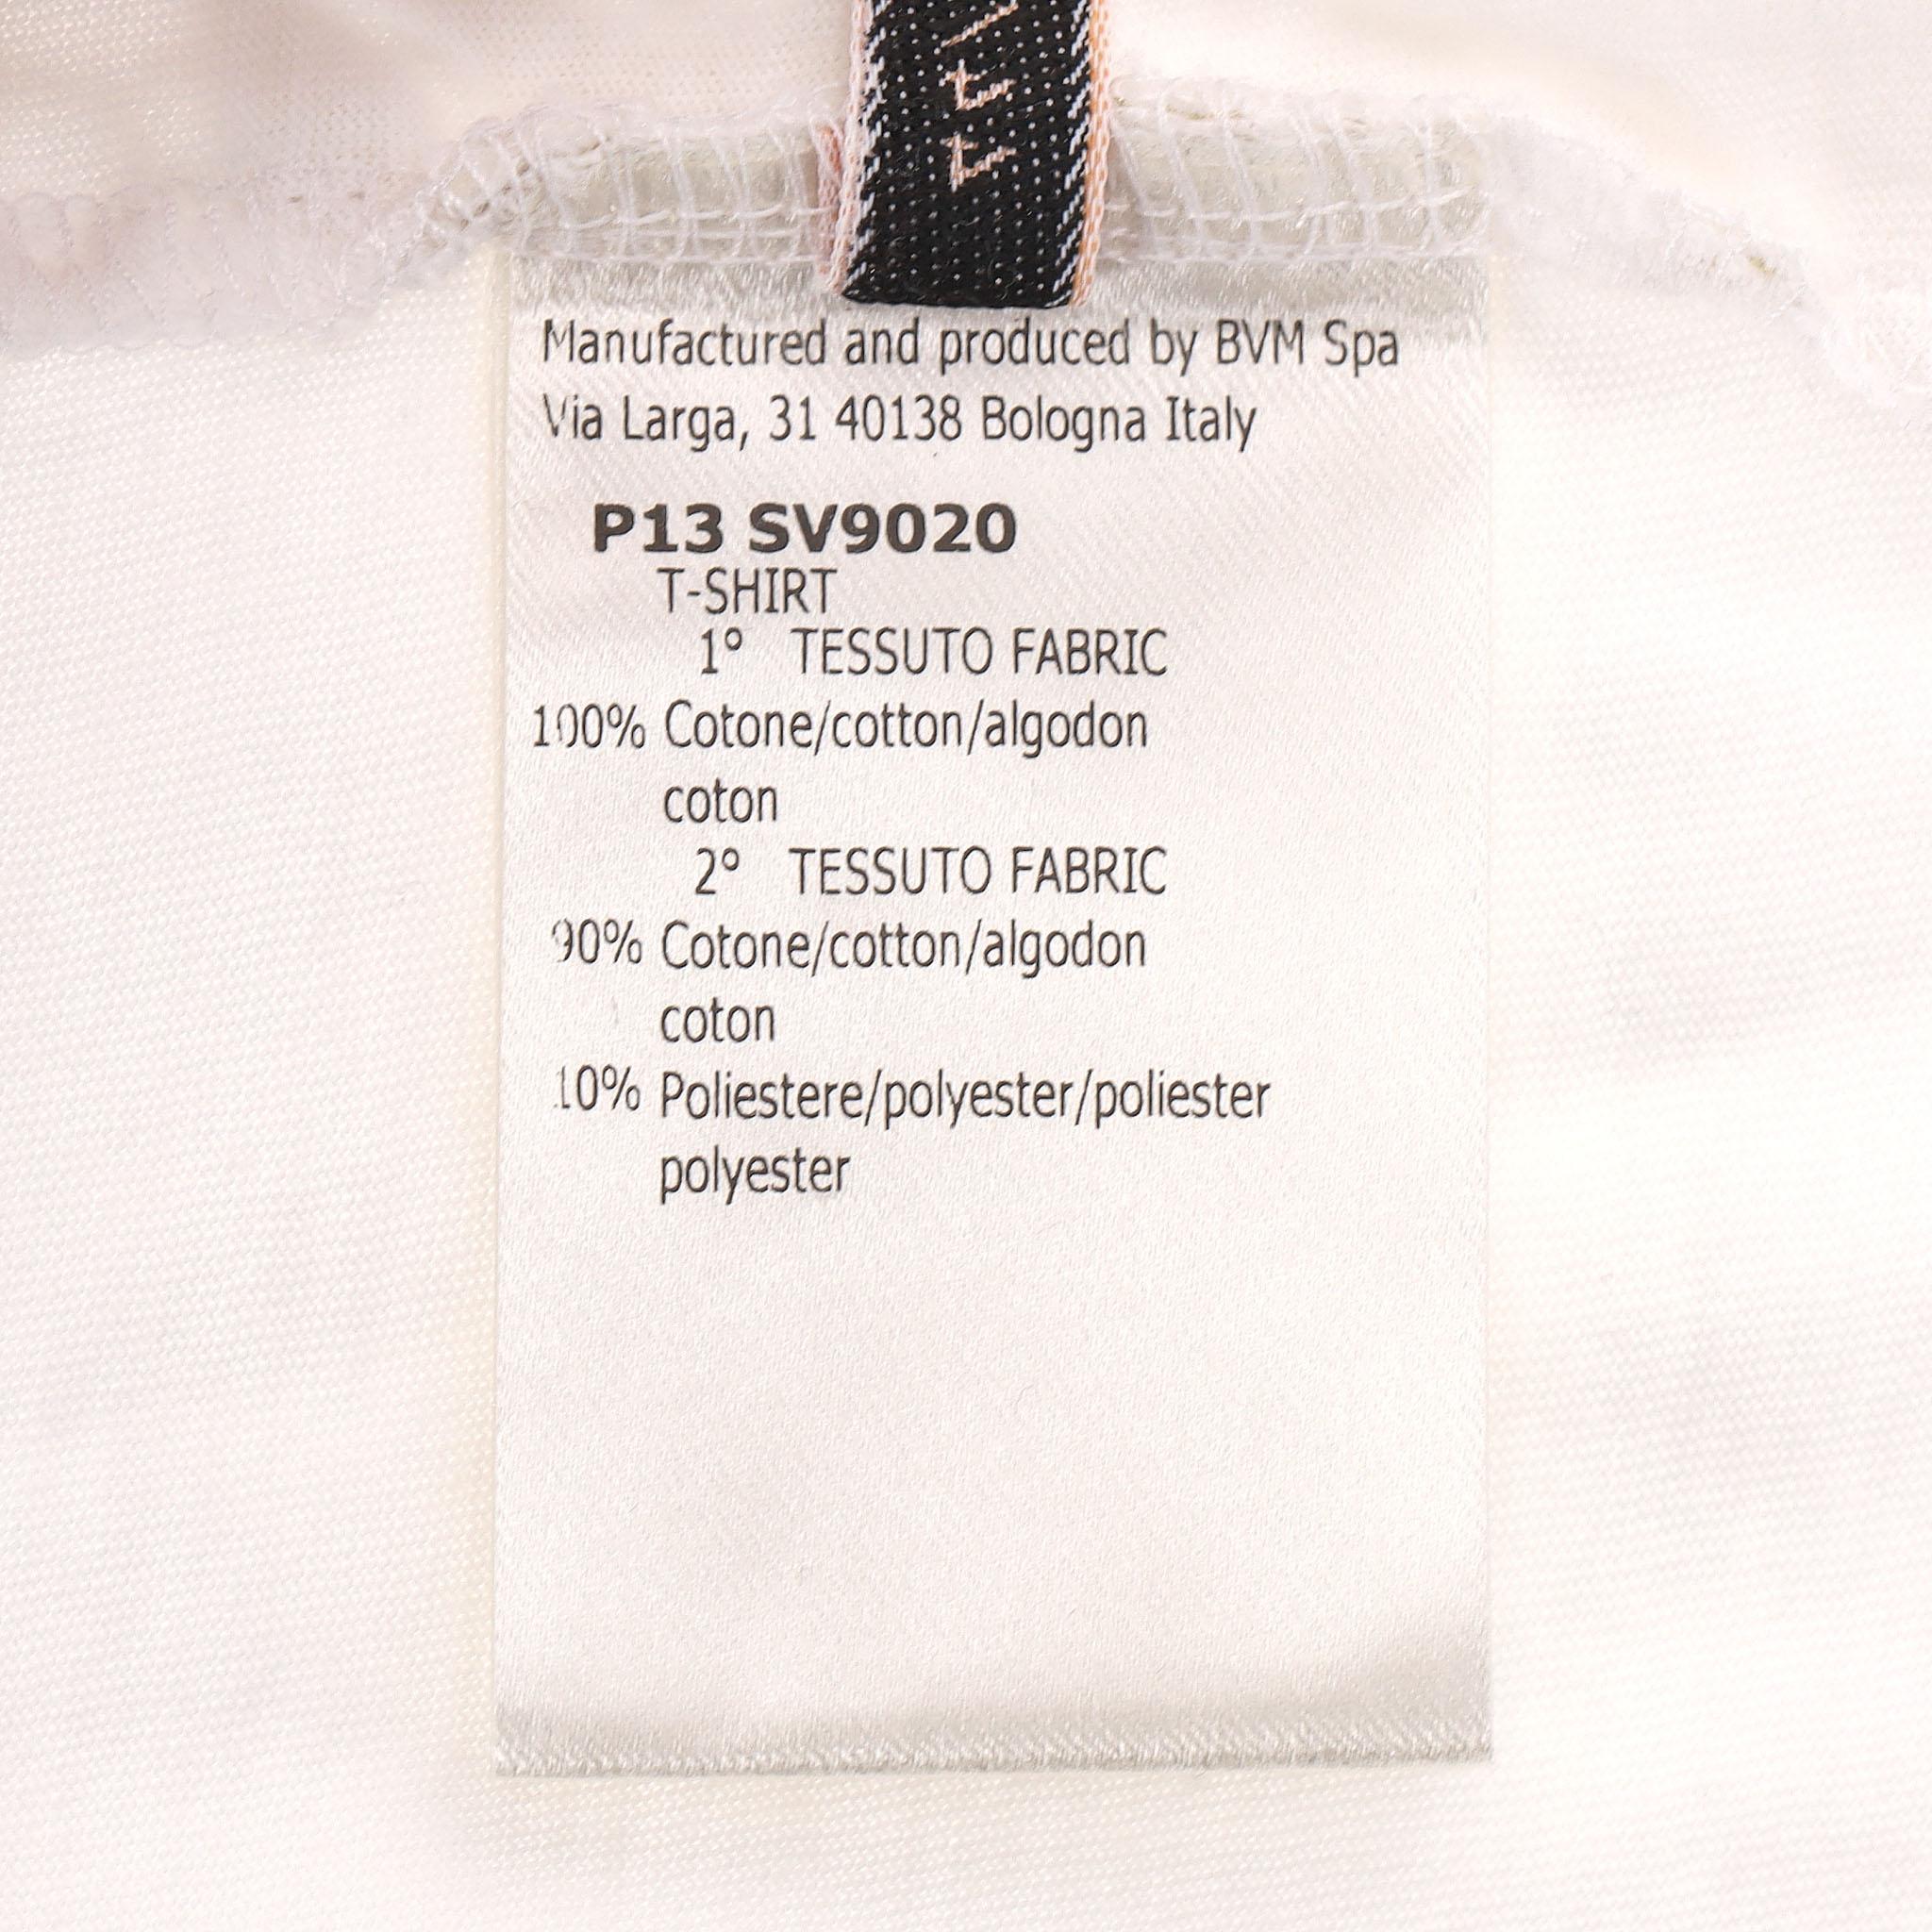 Manufactured and produced by BVM Spa
Via Larga, 31 40138 Bologna Italy
P13 SV9020
T-SHIRT
1° TESSUTO FABRIC
100% Cotone/cotton/algodon
coton
2° TESSUTO FABRIC
90% Cotone/cotton/algodon
coton
10% Poliestere/polyester/poliester
polyester